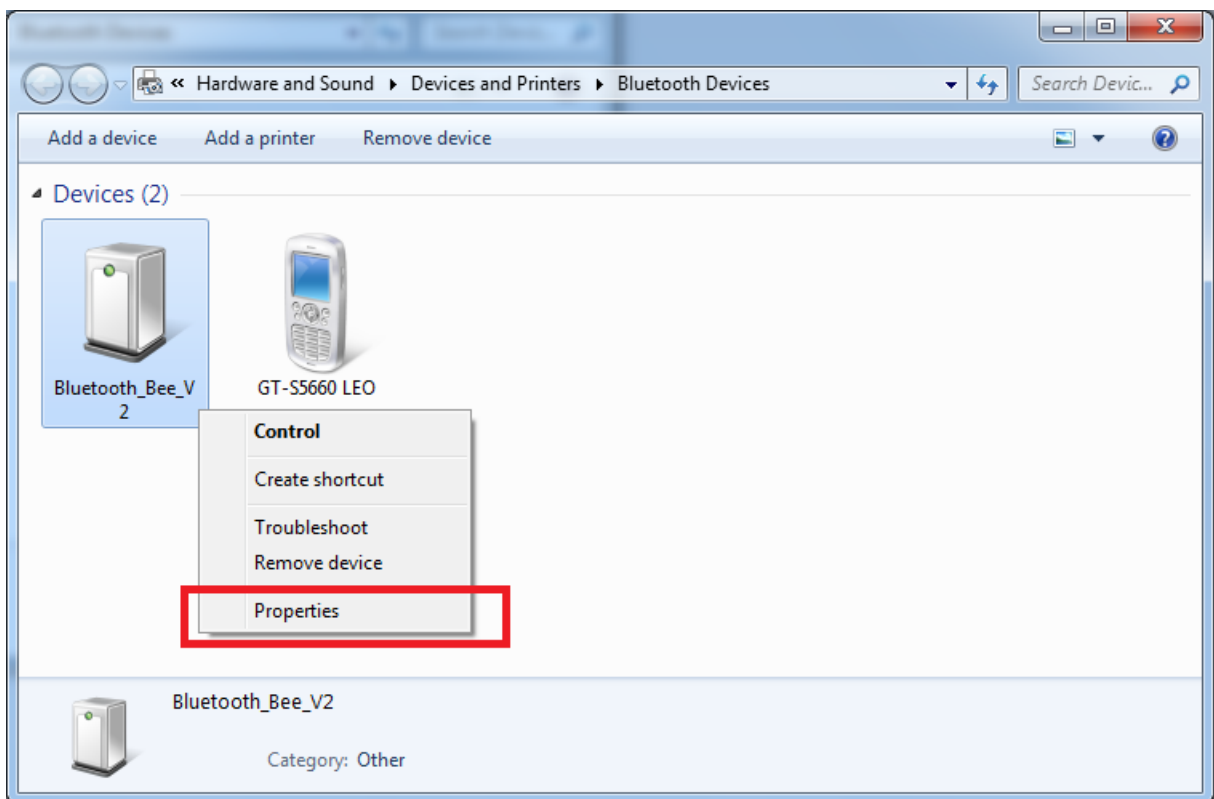 « Hardware and Sound ▸ Devices and Printers ▸ Bluetooth Devices
Search Devic...
Add a device Add a printer Remove device
Devices (2)
Bluetooth_Bee_V
2
GT-S5660 LEO
Control
Create shortcut
Troubleshoot
Remove device
Properties
Bluetooth_Bee_V2
Category: Other